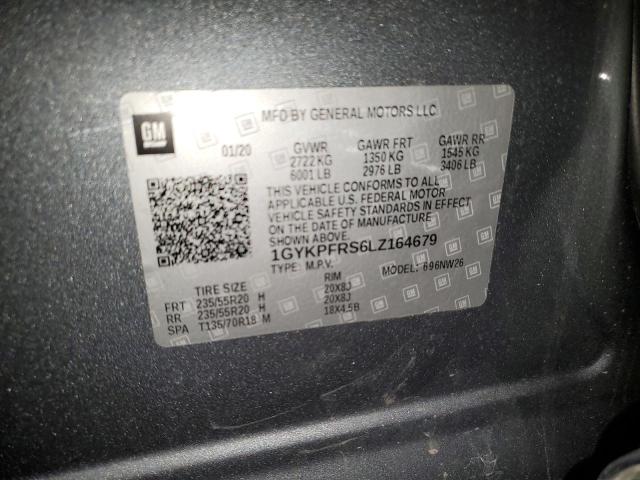 MFD BY GENERAL MOTORS LLC
GM
01/20 GVWR GAWR FRT GAWR RR
2722 KG 1350 KG 1545 KG
6001 LB 2976 LB 3406 LB
THIS VEHICLE CONFORMS TO ALL
APPLICABLE U.S. FEDERAL MOTOR
VEHICLE SAFETY STANDARDS IN EFFECT
ON THE DATE OF MANUFACTURE
SHOWN ABOVE.
1GYKPFRS6LZ164679
TYPE: M.P.V. MODEL: 696NW26
TIRE SIZE RIM
FRT 235/55R20 H 20X8J
RR 235/55R20 H 20X8J
SPA T135/70R18 M 18X4.5B